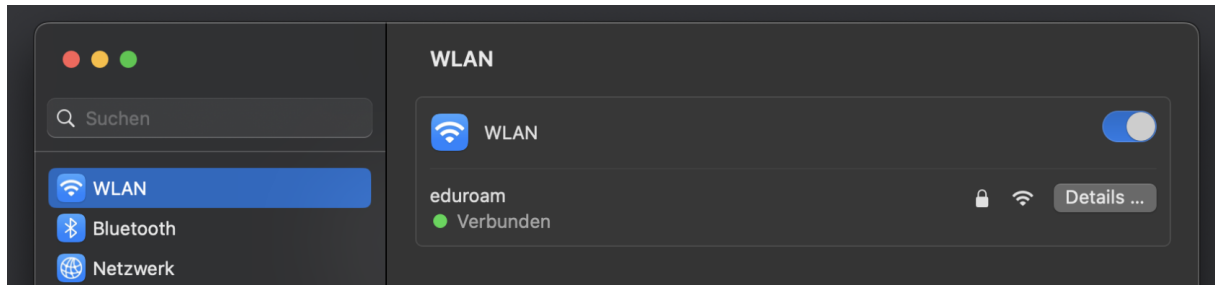 Suchen
WLAN
Bluetooth
Netzwerk
WLAN
WLAN
eduroam
Verbunden
Details ...